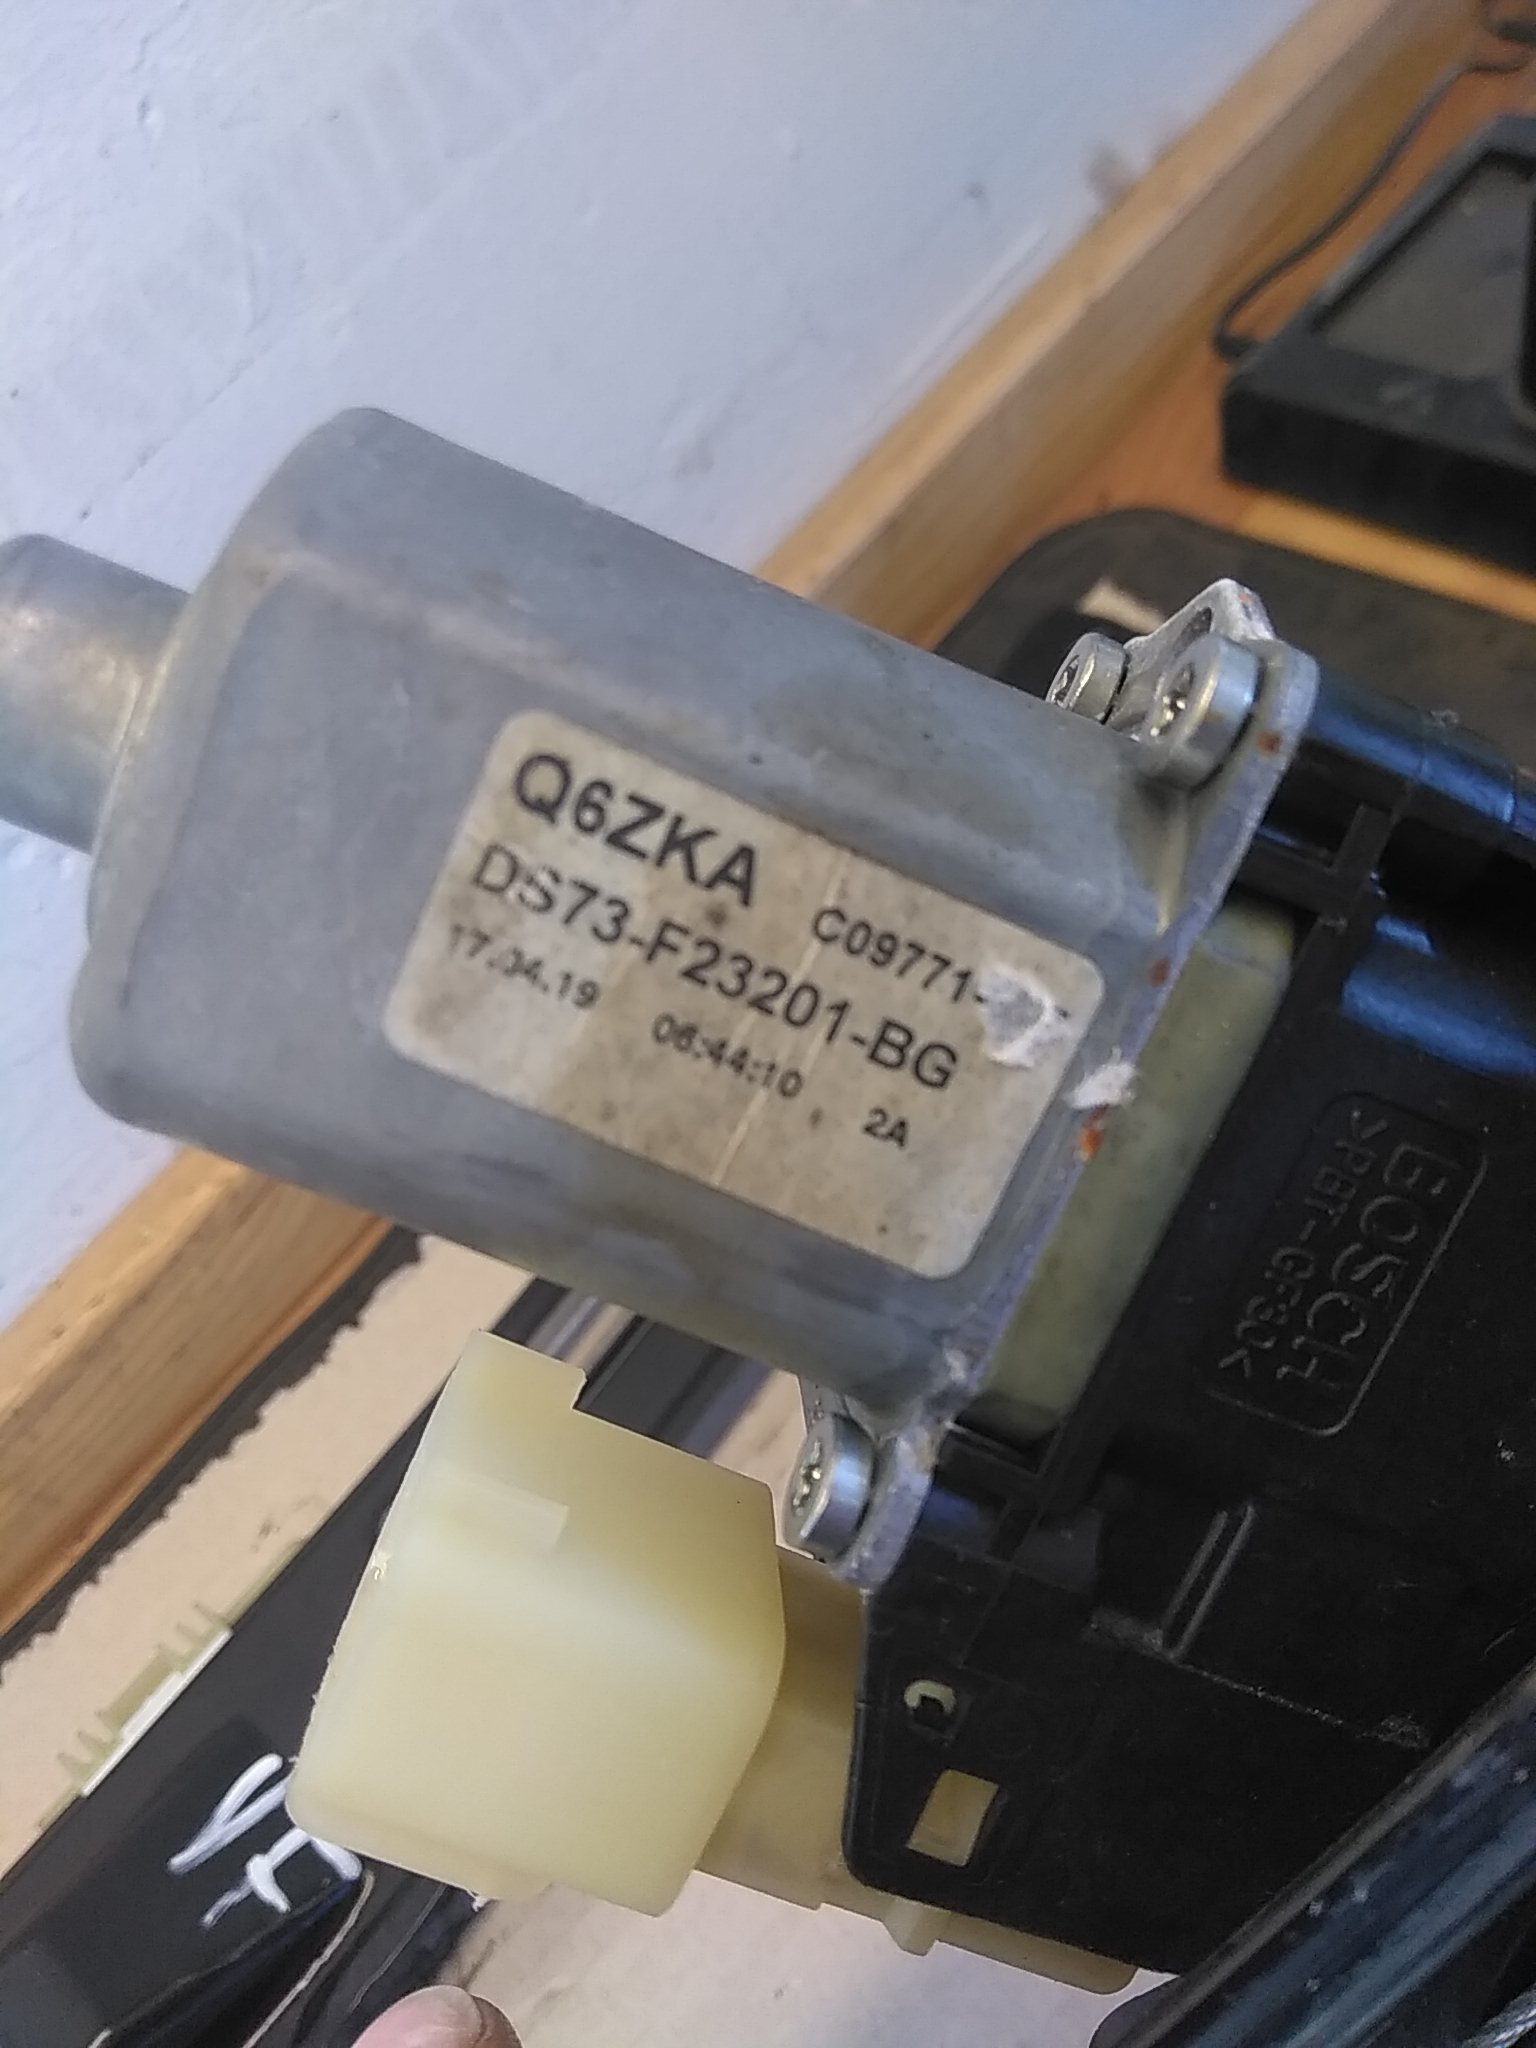 Q6ZKA
C09771-
DS73-F23201-BG
17.04.19 06:44:10 2A
BOSCH
>PBT-GF30<